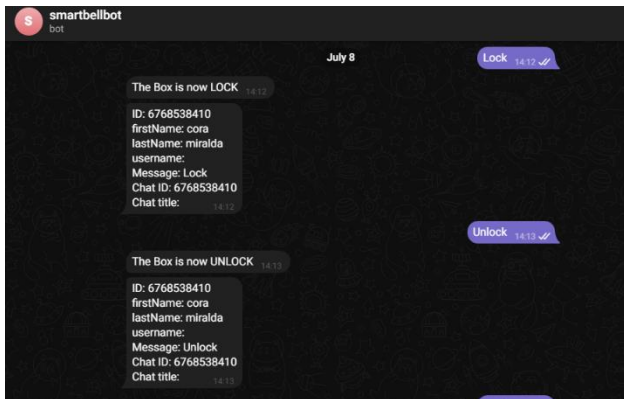 S
smartbellbot
bot
July 8
Lock 14:12
The Box is now LOCK 14:12
ID: 6768538410
firstName: cora
lastName: miralda
username:
Message: Lock
Chat ID: 6768538410
Chat title:
14:12
Unlock 14:13
The Box is now UNLOCK 14:13
ID: 6768538410
firstName: cora
lastName: miralda
username:
Message: Unlock
Chat ID: 6768538410
Chat title:
14:13